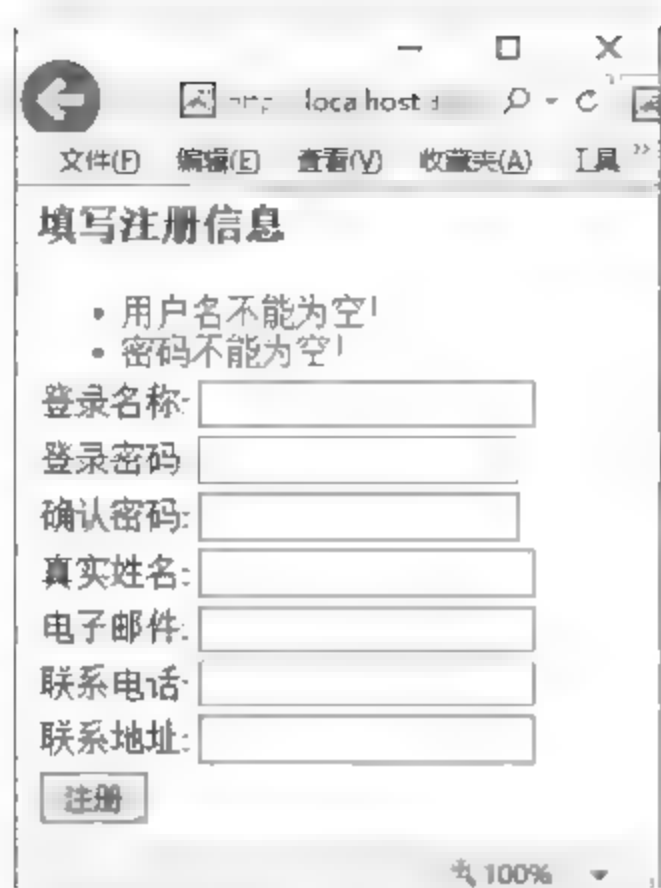 localhost
文件(F) 编辑(E) 查看(V) 收藏夹(A) 工具 »
填写注册信息
• 用户名不能为空!
• 密码不能为空!
登录名称:
登录密码
确认密码:
真实姓名:
电子邮件:
联系电话:
联系地址:
注册
100%